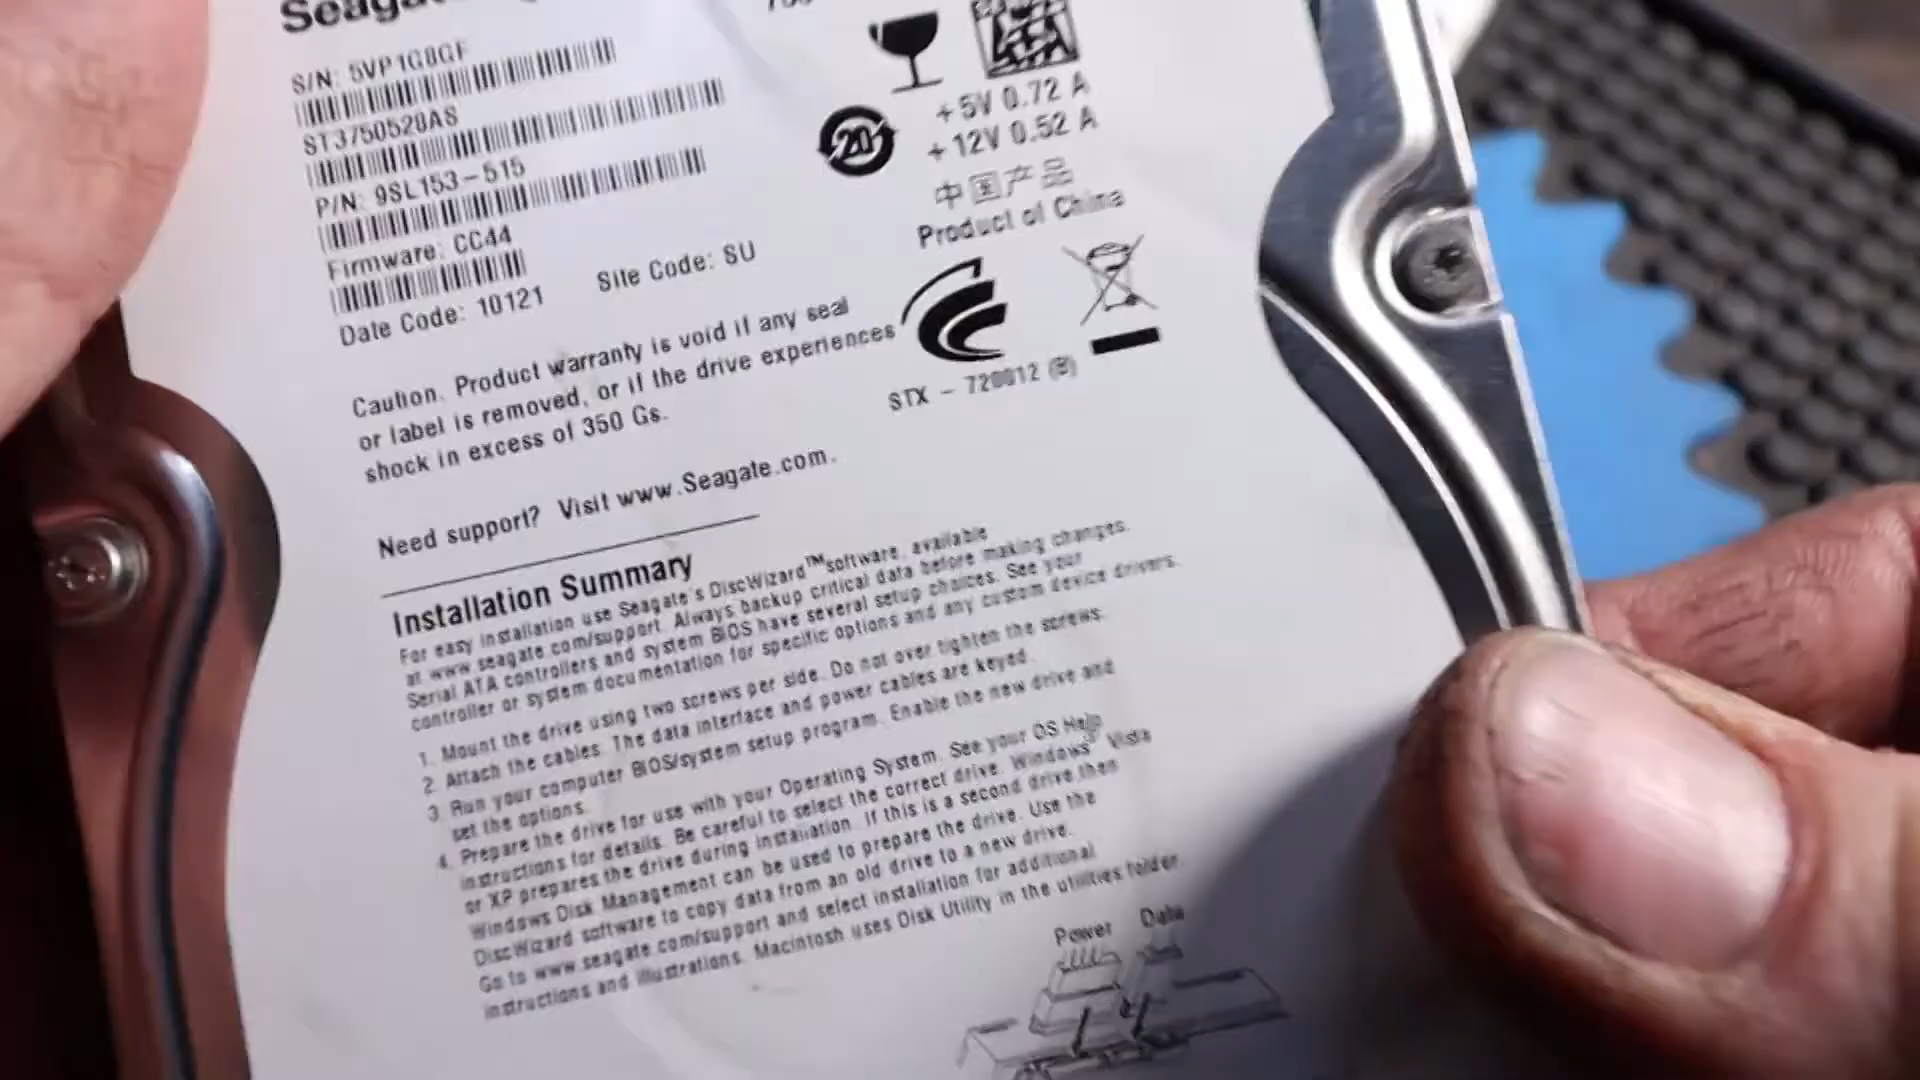 Seagate
S/N: 5VP1G8GF
ST3750528AS
P/N: 9SL153-515
Firmware: CC44
Date Code: 10121
Site Code: SU
20
+5V 0.72 A
+12V 0.52 A
中国产品
Product of China
STX - 720012 (B)
Caution. Product warranty is void if any seal
or label is removed, or if the drive experiences
shock in excess of 350 Gs.
Need support? Visit www.Seagate.com.
Installation Summary
For easy installation use Seagate's DiscWizard™software, available
at www.seagate.com/support. Always backup critical data before making changes.
Serial ATA controllers and system BIOS have several setup choices. See your
controller or system documentation for specific options and any custom device drivers.
1. Mount the drive using two screws per side. Do not over tighten the screws.
2. Attach the cables. The data interface and power cables are keyed.
3. Run your computer BIOS/system setup program. Enable the new drive and
set the options.
4. Prepare the drive for use with your Operating System. See your OS Help
instructions for details. Be careful to select the correct drive. Windows Vista
or XP prepares the drive during installation. If this is a second drive then
Windows Disk Management can be used to prepare the drive. Use the
DiscWizard software to copy data from an old drive to a new drive.
Go to www.seagate.com/support and select installation for additional
instructions and illustrations. Macintosh uses Disk Utility in the utilities folder.
Power Data